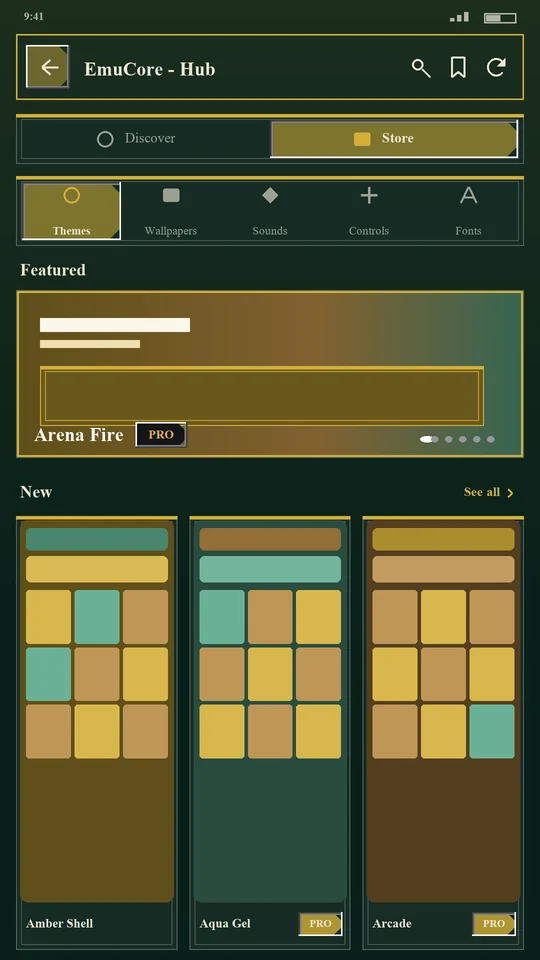 9:41
EmuCore - Hub
Discover
Store
Themes
Wallpapers
Sounds
Controls
Fonts
Featured
Arena Fire
PRO
New
See all
Amber Shell
Aqua Gel
PRO
Arcade
PRO